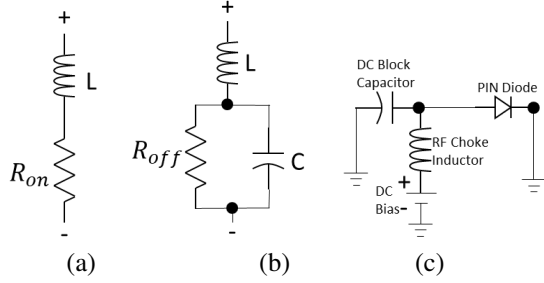 +
L
R_on
-
(a)
+
L
R_off
C
-
(b)
DC Block
Capacitor
PIN Diode
RF Choke
Inductor
+
DC
Bias-
(c)